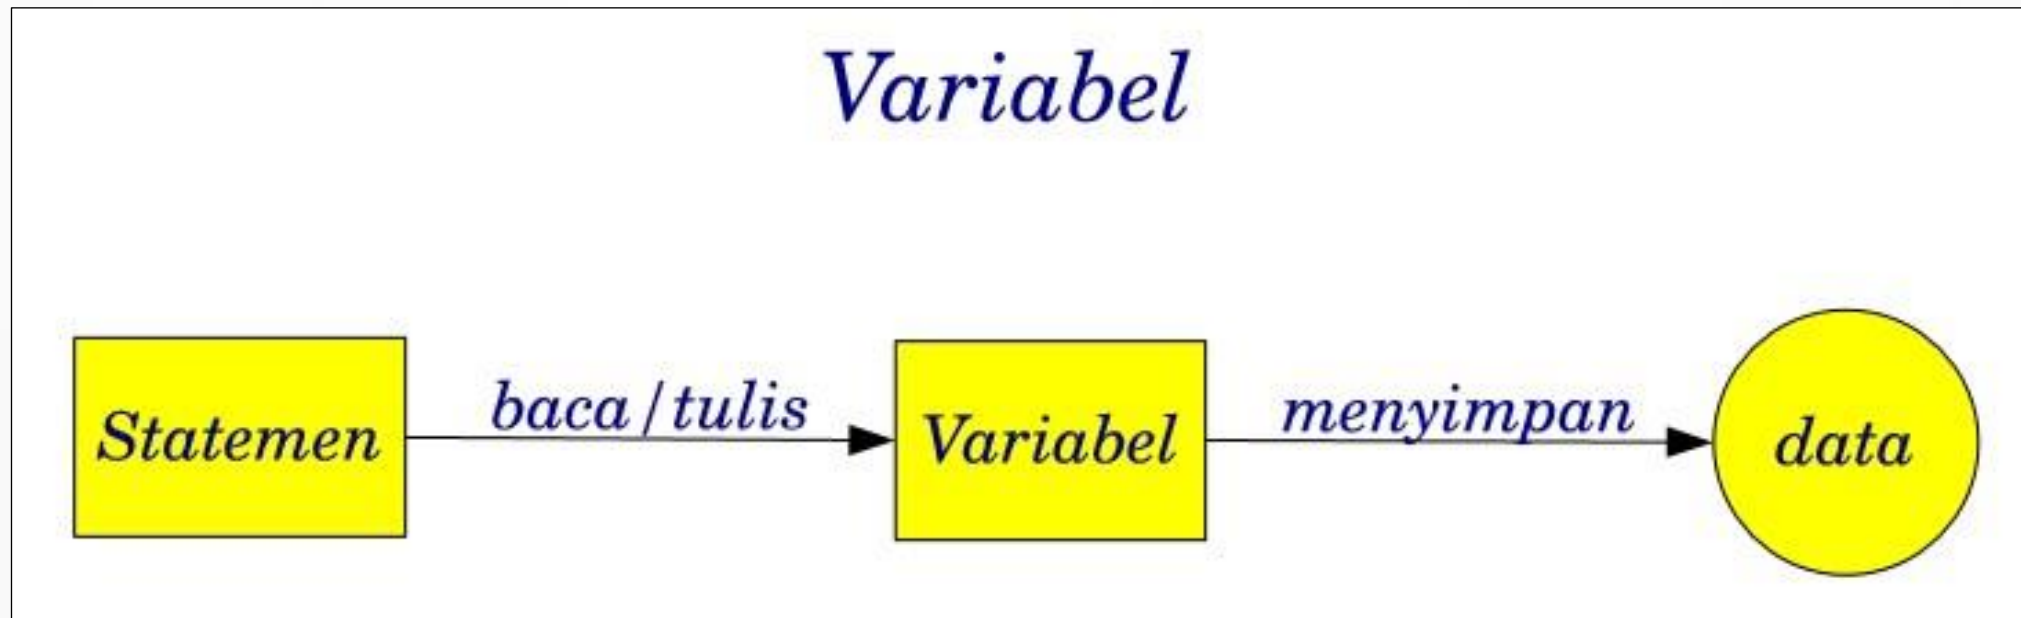 Variabel
Statemen
baca/tulis
Variabel
menyimpan
data